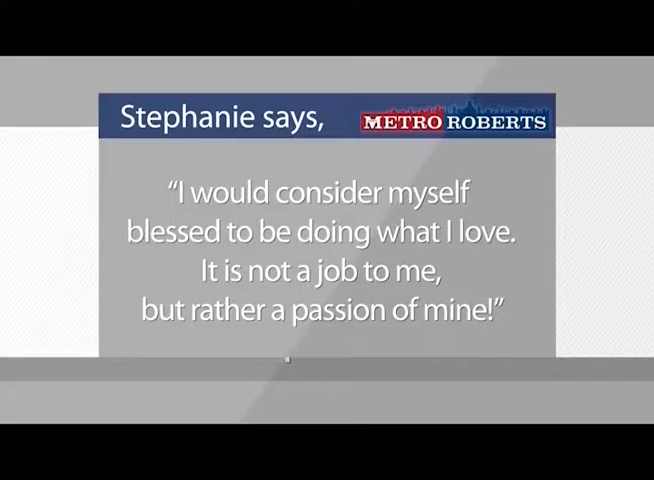 Stephanie says,
METRO ROBERTS
“I would consider myself
blessed to be doing what I love.
It is not a job to me,
but rather a passion of mine!”